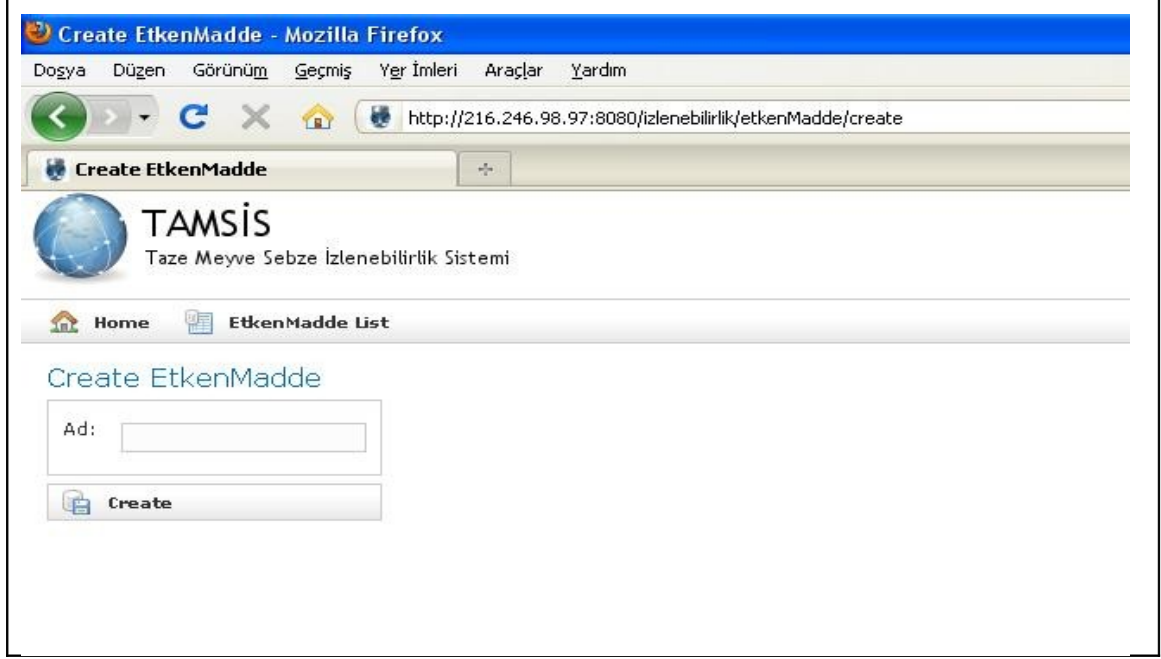 Create EtkenMadde - Mozilla Firefox
Dosya Düzen Görünüm Geçmiş Yer İmleri Araçlar Yardım
http://216.246.98.97:8080/izlenebilirlik/etkenMadde/create
Create EtkenMadde
TAMSİS
Taze Meyve Sebze İzlenebilirlik Sistemi
Home EtkenMadde List
Create EtkenMadde
Ad:
Create